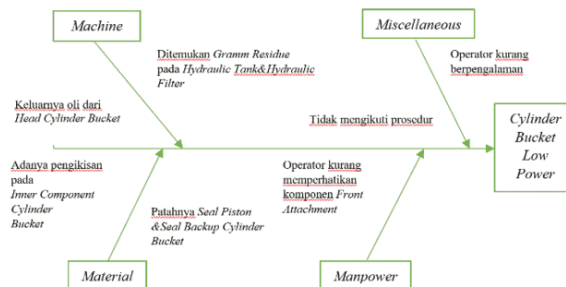 Machine
Miscellaneous
Ditemukan Gramm Residue
pada Hydraulic Tank&Hydraulic
Filter
Operator kurang
berpengalaman
Keluarnya oli dari
Head Cylinder Bucket
Tidak mengikuti prosedur
Cylinder
Bucket
Low
Power
Adanya pengikisan
pada
Inner Component
Cylinder
Bucket
Operator kurang
memperhatikan
komponen Front
Attachment
Patahnya Seal Piston
&Seal Backup Cylinder
Bucket
Material
Manpower